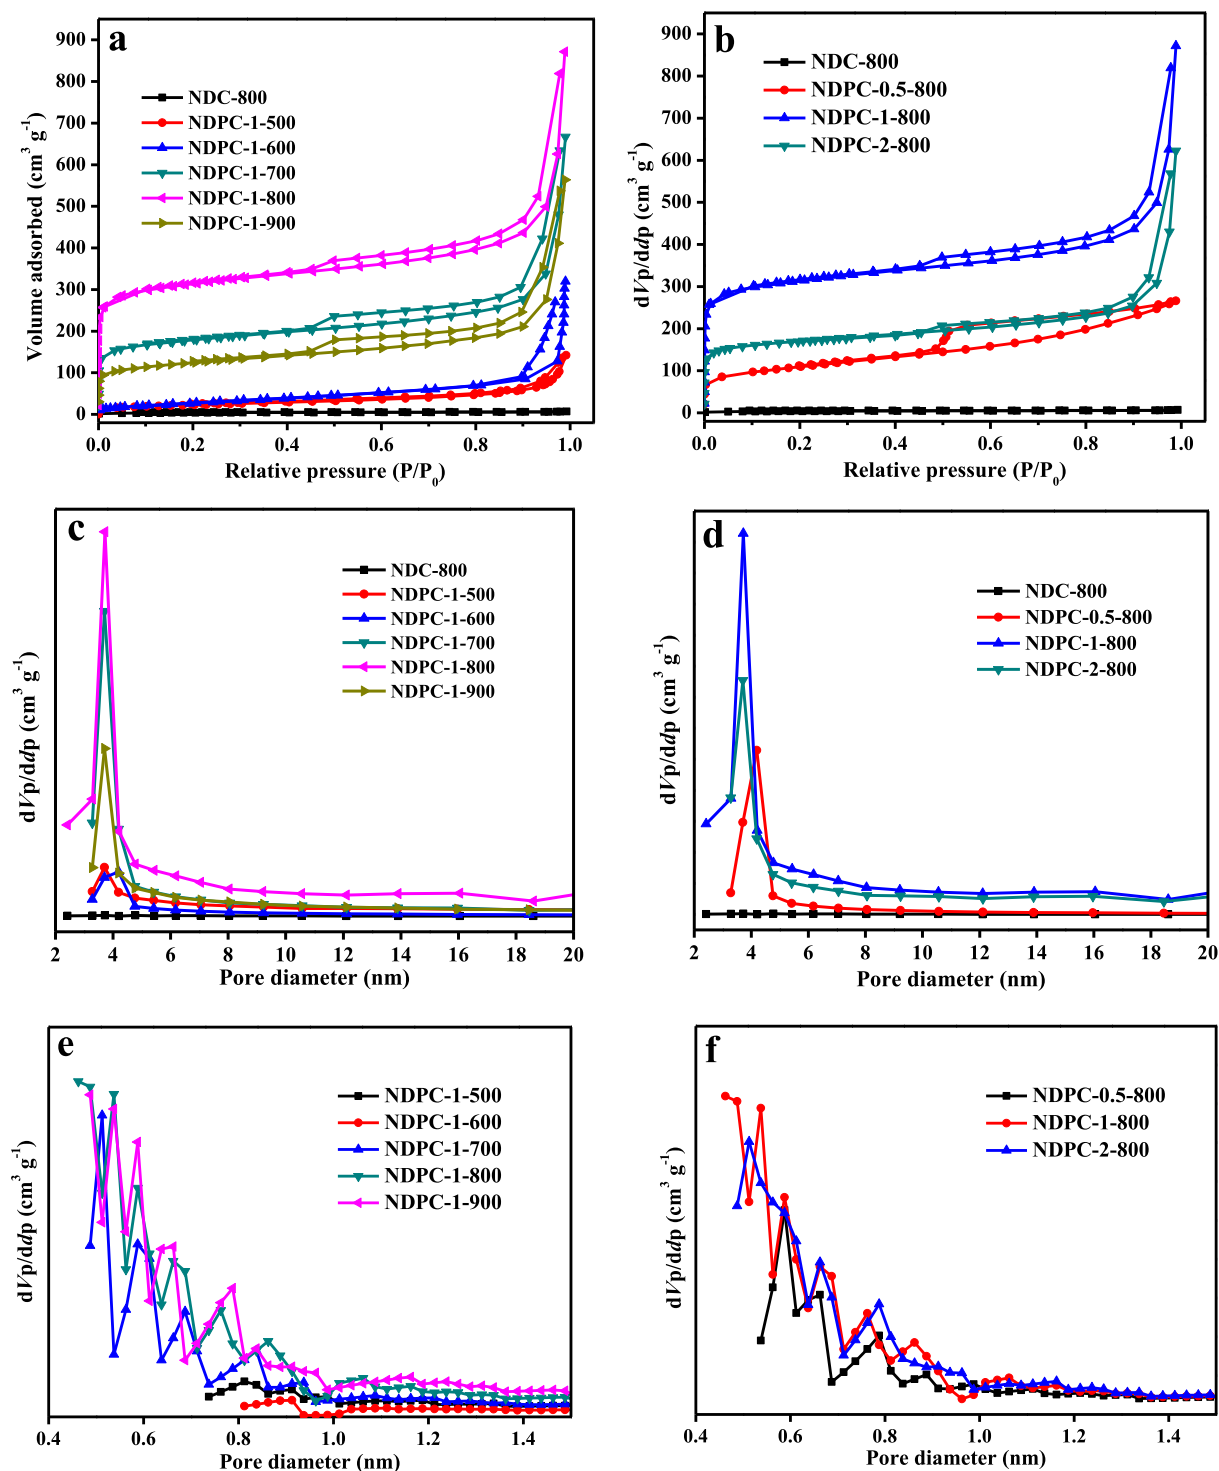 a
NDC-800
NDPC-1-500
NDPC-1-600
NDPC-1-700
NDPC-1-800
NDPC-1-900
Volume adsorbed (cm³ g⁻¹)
900
800
700
600
500
400
300
200
100
0
0.0 0.2 0.4 0.6 0.8 1.0
Relative pressure (P/P₀)
b
NDC-800
NDPC-0.5-800
NDPC-1-800
NDPC-2-800
dVp/ddp (cm³ g⁻¹)
900
800
700
600
500
400
300
200
100
0
0.0 0.2 0.4 0.6 0.8 1.0
Relative pressure (P/P₀)
c
NDC-800
NDPC-1-500
NDPC-1-600
NDPC-1-700
NDPC-1-800
NDPC-1-900
dVp/ddp (cm³ g⁻¹)
2 4 6 8 10 12 14 16 18 20
Pore diameter (nm)
d
NDC-800
NDPC-0.5-800
NDPC-1-800
NDPC-2-800
dVp/ddp (cm³ g⁻¹)
2 4 6 8 10 12 14 16 18 20
Pore diameter (nm)
e
NDPC-1-500
NDPC-1-600
NDPC-1-700
NDPC-1-800
NDPC-1-900
dVp/ddp (cm³ g⁻¹)
0.4 0.6 0.8 1.0 1.2 1.4
Pore diameter (nm)
f
NDPC-0.5-800
NDPC-1-800
NDPC-2-800
dVp/ddp (cm³ g⁻¹)
0.4 0.6 0.8 1.0 1.2 1.4
Pore diameter (nm)